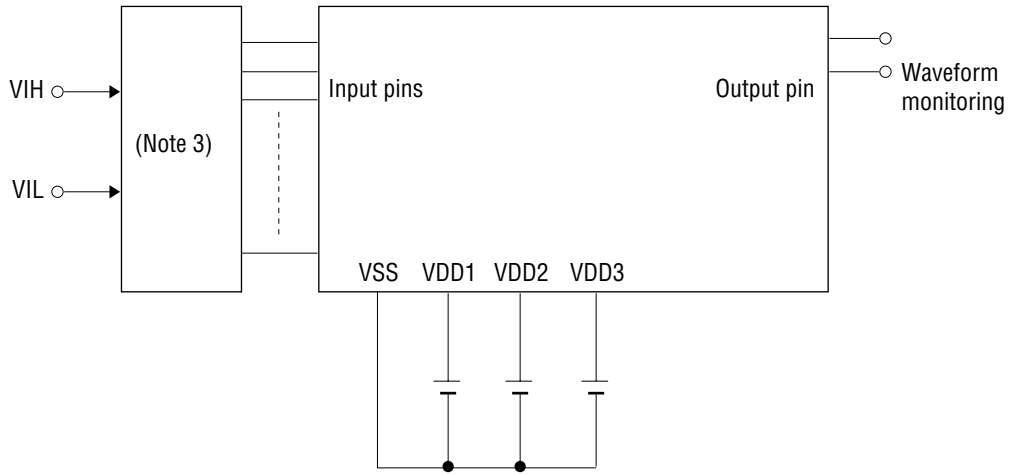 VIH
VIL
(Note 3)
Input pins
Output pin
Waveform
monitoring
VSS VDD1 VDD2 VDD3